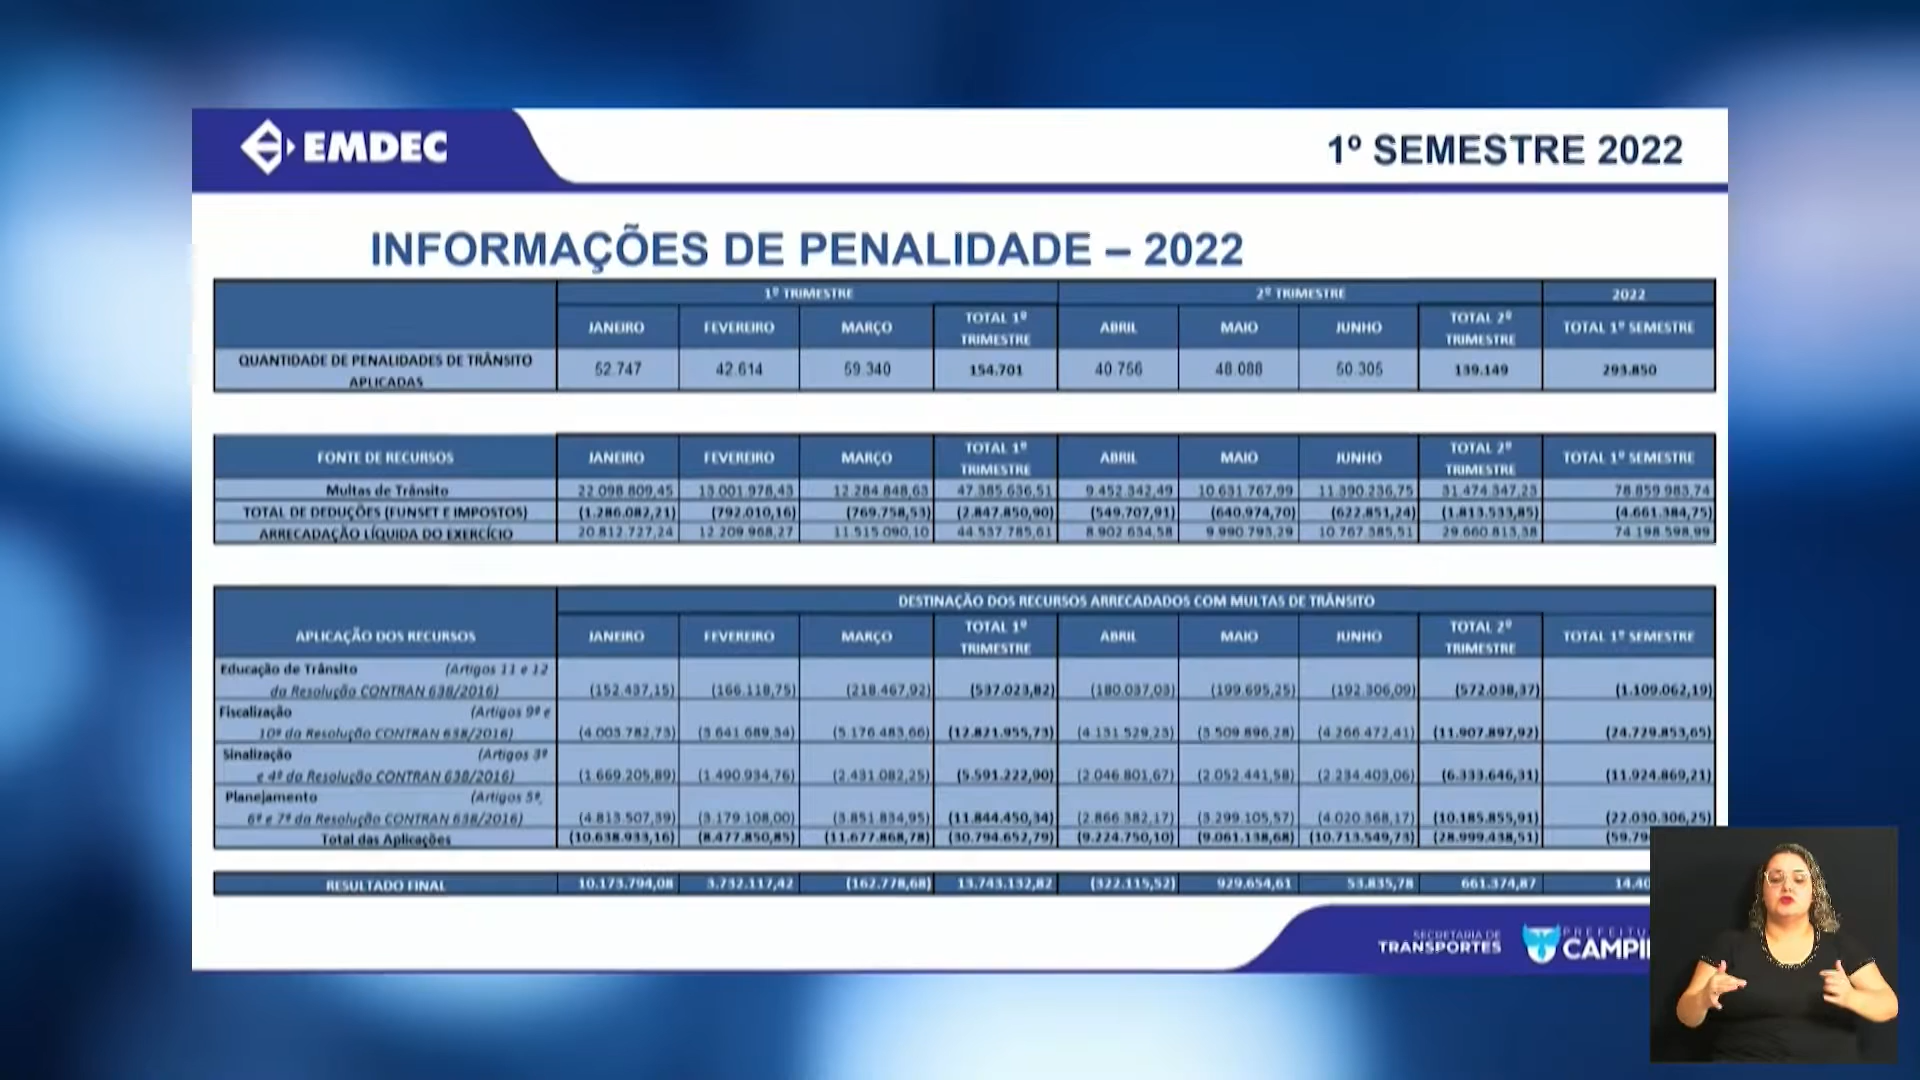 EMDEC
1º SEMESTRE 2022
INFORMAÇÕES DE PENALIDADE – 2022
1º TRIMESTRE 2º TRIMESTRE 2022
JANEIRO FEVEREIRO MARÇO TOTAL 1º TRIMESTRE ABRIL MAIO JUNHO TOTAL 2º TRIMESTRE TOTAL 1º SEMESTRE
QUANTIDADE DE PENALIDADES DE TRÂNSITO APLICADAS 52.747 42.614 59.340 154.701 40.756 48.088 50.305 139.149 293.850
FONTE DE RECURSOS JANEIRO FEVEREIRO MARÇO TOTAL 1º TRIMESTRE ABRIL MAIO JUNHO TOTAL 2º TRIMESTRE TOTAL 1º SEMESTRE
Multas de Trânsito 22.098.809,45 13.001.978,43 12.284.848,63 47.385.636,51 9.452.342,49 10.631.767,99 11.390.236,75 31.474.347,23 78.859.983,74
TOTAL DE DEDUÇÕES (FUNSET E IMPOSTOS) (1.286.082,21) (792.010,16) (769.758,53) (2.847.850,90) (549.707,91) (640.974,70) (622.851,24) (1.813.533,85) (4.661.384,75)
ARRECADAÇÃO LÍQUIDA DO EXERCÍCIO 20.812.727,24 12.209.968,27 11.515.090,10 44.537.785,61 8.902.634,58 9.990.793,29 10.767.385,51 29.660.813,38 74.198.598,99
DESTINAÇÃO DOS RECURSOS ARRECADADOS COM MULTAS DE TRÂNSITO
APLICAÇÃO DOS RECURSOS JANEIRO FEVEREIRO MARÇO TOTAL 1º TRIMESTRE ABRIL MAIO JUNHO TOTAL 2º TRIMESTRE TOTAL 1º SEMESTRE
Educação de Trânsito (Artigos 11 e 12
da Resolução CONTRAN 638/2016) (152.437,15) (166.118,75) (218.467,92) (537.023,82) (180.037,03) (199.695,25) (192.306,09) (572.038,37) (1.109.062,19)
Fiscalização (Artigos 9º e
10º da Resolução CONTRAN 638/2016) (4.003.782,73) (3.641.689,34) (5.176.483,66) (12.821.955,73) (4.131.529,23) (3.509.896,28) (4.266.472,41) (11.907.897,92) (24.729.853,65)
Sinalização (Artigos 3º
e 4º da Resolução CONTRAN 638/2016) (1.669.205,89) (1.490.934,76) (2.431.082,25) (5.591.222,90) (2.046.801,67) (2.052.441,58) (2.234.403,06) (6.333.646,31) (11.924.869,21)
Planejamento (Artigos 5º,
6º e 7º da Resolução CONTRAN 638/2016) (4.813.507,39) (3.179.108,00) (3.851.834,95) (11.844.450,34) (2.866.382,17) (3.299.105,57) (4.020.368,17) (10.185.855,91) (22.030.306,25)
Total das Aplicações (10.638.933,16) (8.477.850,85) (11.677.868,78) (30.794.652,79) (9.224.750,10) (9.061.138,68) (10.713.549,73) (28.999.438,51)
RESULTADO FINAL 10.173.794,08 3.732.117,42 (162.778,68) 13.743.132,82 (322.115,52) 929.654,61 53.835,78 661.374,87
SECRETARIA DE
TRANSPORTES